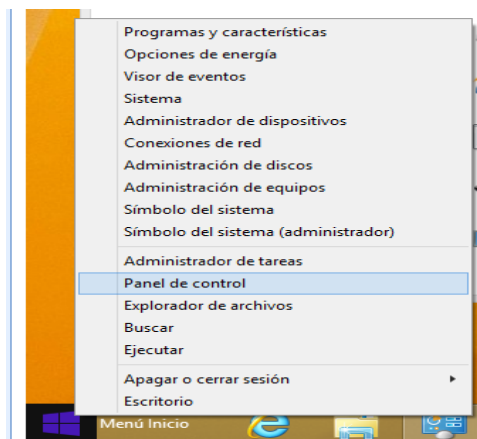 Programas y características
Opciones de energía
Visor de eventos
Sistema
Administrador de dispositivos
Conexiones de red
Administración de discos
Administración de equipos
Símbolo del sistema
Símbolo del sistema (administrador)
Administrador de tareas
Panel de control
Explorador de archivos
Buscar
Ejecutar
Apagar o cerrar sesión
Escritorio
Menú Inicio